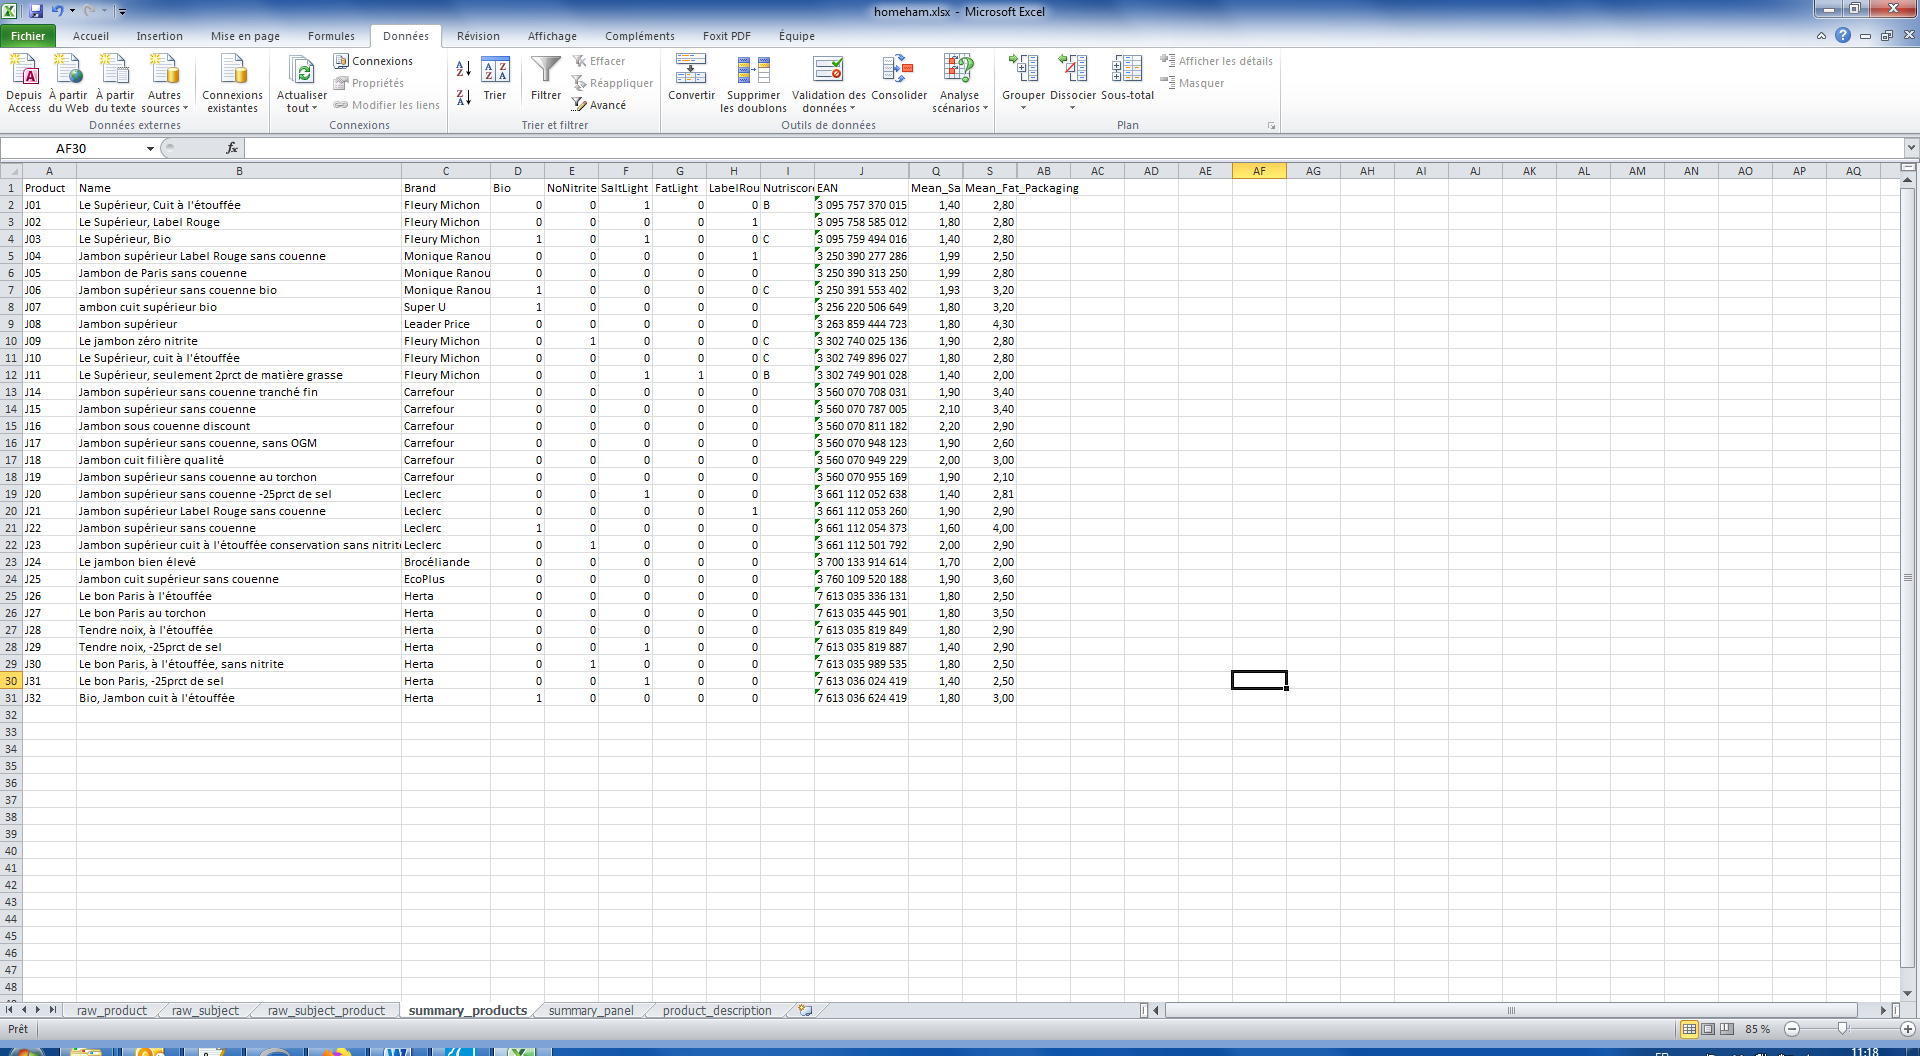 homeham.xlsx - Microsoft Excel
Fichier Accueil Insertion Mise en page Formules Données Révision Affichage Compléments Foxit PDF Équipe
Depuis Access
À partir du Web
À partir du texte
Autres sources
Connexions existantes
Données externes
Actualiser tout
Connexions
Propriétés
Modifier les liens
Connexions
Trier
Filtrer
Effacer
Réappliquer
Avancé
Trier et filtrer
Convertir
Supprimer les doublons
Validation des données
Consolider
Analyse scénarios
Outils de données
Grouper
Dissocier
Sous-total
Afficher les détails
Masquer
Plan
AF30 fx
A B C D E F G H I J Q S AB AC AD AE AF AG AH AI AJ AK AL AM AN AO AP AQ
1 Product Name Brand Bio NoNitrite SaltLight FatLight LabelRou Nutriscore EAN Mean_Sa Mean_Fat_Packaging
2 J01 Le Supérieur, Cuit à l'étouffée Fleury Michon 0 0 1 0 0 B 3 095 757 370 015 1,40 2,80
3 J02 Le Supérieur, Label Rouge Fleury Michon 0 0 0 0 1 3 095 758 585 012 1,80 2,80
4 J03 Le Supérieur, Bio Fleury Michon 1 0 1 0 0 C 3 095 759 494 016 1,40 2,80
5 J04 Jambon supérieur Label Rouge sans couenne Monique Ranou 0 0 0 0 1 3 250 390 277 286 1,99 2,50
6 J05 Jambon de Paris sans couenne Monique Ranou 0 0 0 0 0 3 250 390 313 250 1,99 2,80
7 J06 Jambon supérieur sans couenne bio Monique Ranou 1 0 0 0 0 C 3 250 391 553 402 1,93 3,20
8 J07 ambon cuit supérieur bio Super U 1 0 0 0 0 3 256 220 506 649 1,80 3,20
9 J08 Jambon supérieur Leader Price 0 0 0 0 0 3 263 859 444 723 1,80 4,30
10 J09 Le jambon zéro nitrite Fleury Michon 0 1 0 0 0 C 3 302 740 025 136 1,90 2,80
11 J10 Le Supérieur, cuit à l'étouffée Fleury Michon 0 0 0 0 0 C 3 302 749 896 027 1,80 2,80
12 J11 Le Supérieur, seulement 2prct de matière grasse Fleury Michon 0 0 1 1 0 B 3 302 749 901 028 1,40 2,00
13 J14 Jambon supérieur sans couenne tranché fin Carrefour 0 0 0 0 0 3 560 070 708 031 1,90 3,40
14 J15 Jambon supérieur sans couenne Carrefour 0 0 0 0 0 3 560 070 787 005 2,10 3,40
15 J16 Jambon sous couenne discount Carrefour 0 0 0 0 0 3 560 070 811 182 2,20 2,90
16 J17 Jambon supérieur sans couenne, sans OGM Carrefour 0 0 0 0 0 3 560 070 948 123 1,90 2,60
17 J18 Jambon cuit filière qualité Carrefour 0 0 0 0 0 3 560 070 949 229 2,00 3,00
18 J19 Jambon supérieur sans couenne au torchon Carrefour 0 0 0 0 0 3 560 070 955 169 1,90 2,10
19 J20 Jambon supérieur sans couenne -25prct de sel Leclerc 0 0 1 0 0 3 661 112 052 638 1,40 2,81
20 J21 Jambon supérieur Label Rouge sans couenne Leclerc 0 0 0 0 1 3 661 112 053 260 1,90 2,90
21 J22 Jambon supérieur sans couenne Leclerc 1 0 0 0 0 3 661 112 054 373 1,60 4,00
22 J23 Jambon supérieur cuit à l'étouffée conservation sans nitrit Leclerc 0 1 0 0 0 3 661 112 501 792 2,00 2,90
23 J24 Le jambon bien élevé Brocéliande 0 0 0 0 0 3 700 133 914 614 1,70 2,00
24 J25 Jambon cuit supérieur sans couenne EcoPlus 0 0 0 0 0 3 760 109 520 188 1,90 3,60
25 J26 Le bon Paris à l'étouffée Herta 0 0 0 0 0 7 613 035 336 131 1,80 2,50
26 J27 Le bon Paris au torchon Herta 0 0 0 0 0 7 613 035 445 901 1,80 3,50
27 J28 Tendre noix, à l'étouffée Herta 0 0 0 0 0 7 613 035 819 849 1,80 2,90
28 J29 Tendre noix, -25prct de sel Herta 0 0 1 0 0 7 613 035 819 887 1,40 2,90
29 J30 Le bon Paris, à l'étouffée, sans nitrite Herta 0 1 0 0 0 7 613 035 989 535 1,80 2,50
30 J31 Le bon Paris, -25prct de sel Herta 0 0 1 0 0 7 613 036 024 419 1,40 2,50
31 J32 Bio, Jambon cuit à l'étouffée Herta 1 0 0 0 0 7 613 036 624 419 1,80 3,00
32
33
34
35
36
37
38
39
40
41
42
43
44
45
46
47
48
raw_product raw_subject raw_subject_product summary_products summary_panel product_description
Prêt 85 %
11:18